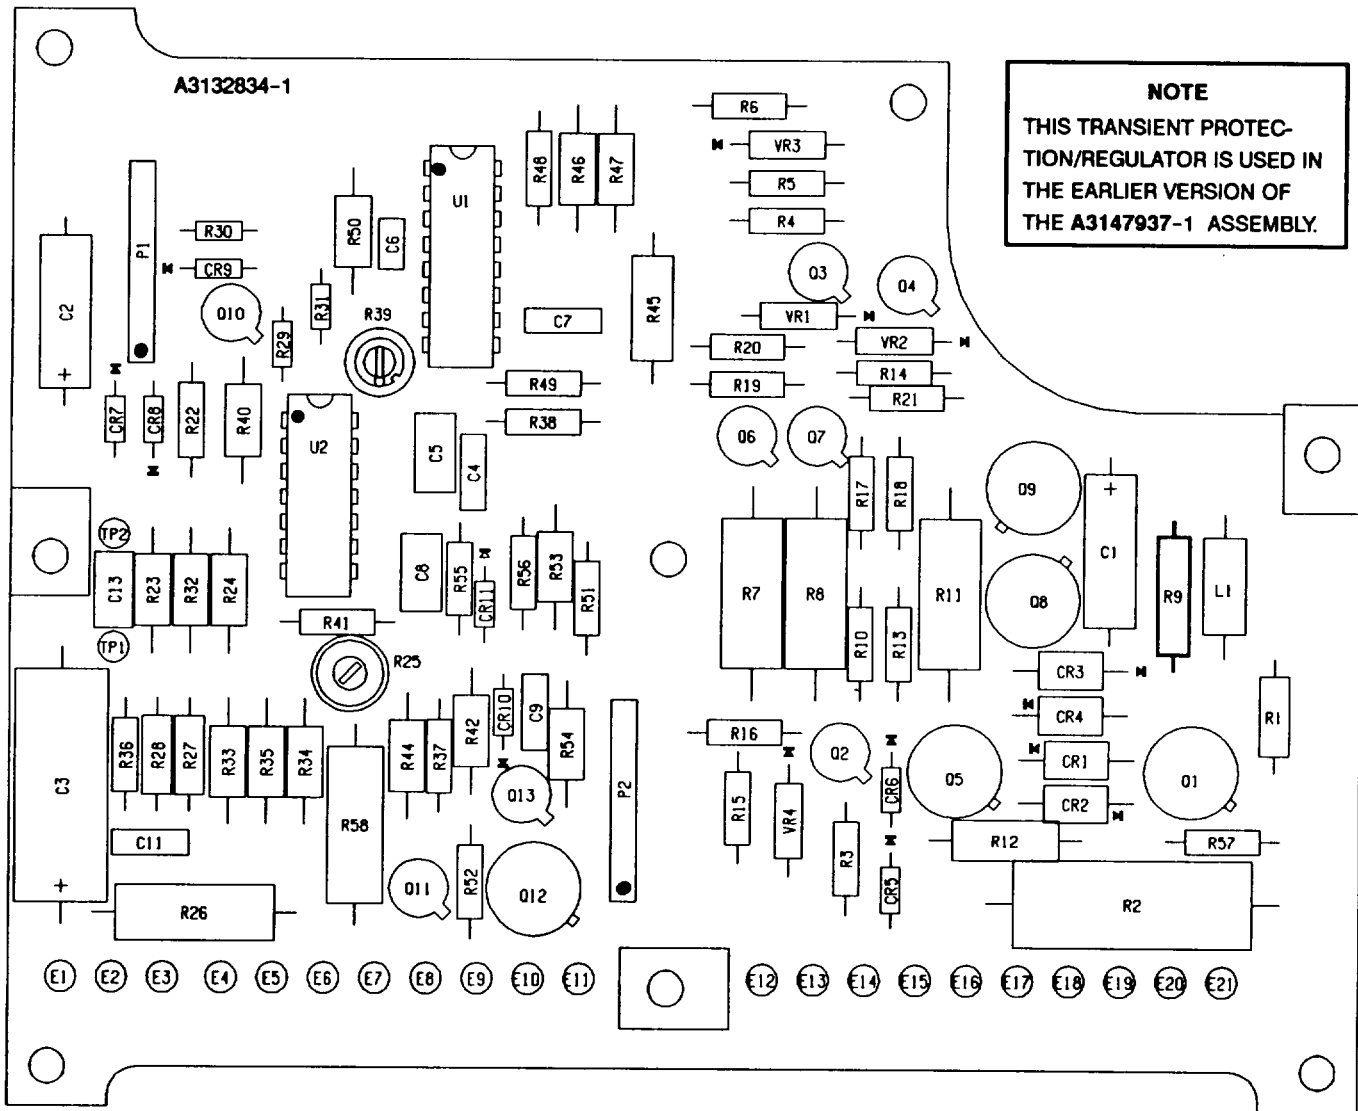 A3132834-1
NOTE
THIS TRANSIENT PROTEC-
TION/REGULATOR IS USED IN
THE EARLIER VERSION OF
THE A3147937-1 ASSEMBLY.
R6
VR3
R5
R4
R48
R46
R47
U1
P1
R30
CR9
Q10
R50
C6
R31
R29
R39
C2
C7
R45
Q3
Q4
VR1
VR2
R20
R14
R19
R21
R49
R38
CR7
CR8
R22
R40
U2
C5
C4
Q6
Q7
R17
R18
Q9
C1
+
+
TP2
C13
R23
R32
R24
C8
R55
CR11
R56
R53
R51
R7
R8
R10
R13
R11
Q8
R9
L1
TP1
R41
R25
CR3
CR4
CR1
CR2
R1
R36
R28
R27
R33
R35
R34
R44
R37
R42
CR10
C9
R54
R16
Q2
CR6
Q5
Q1
C3
+
C11
R58
Q13
P2
R15
VR4
R3
R12
R57
R26
Q11
R52
Q12
CR5
R2
E1 E2 E3 E4 E5 E6 E7 E8 E9 E10 E11 E12 E13 E14 E15 E16 E17 E18 E19 E20 E21